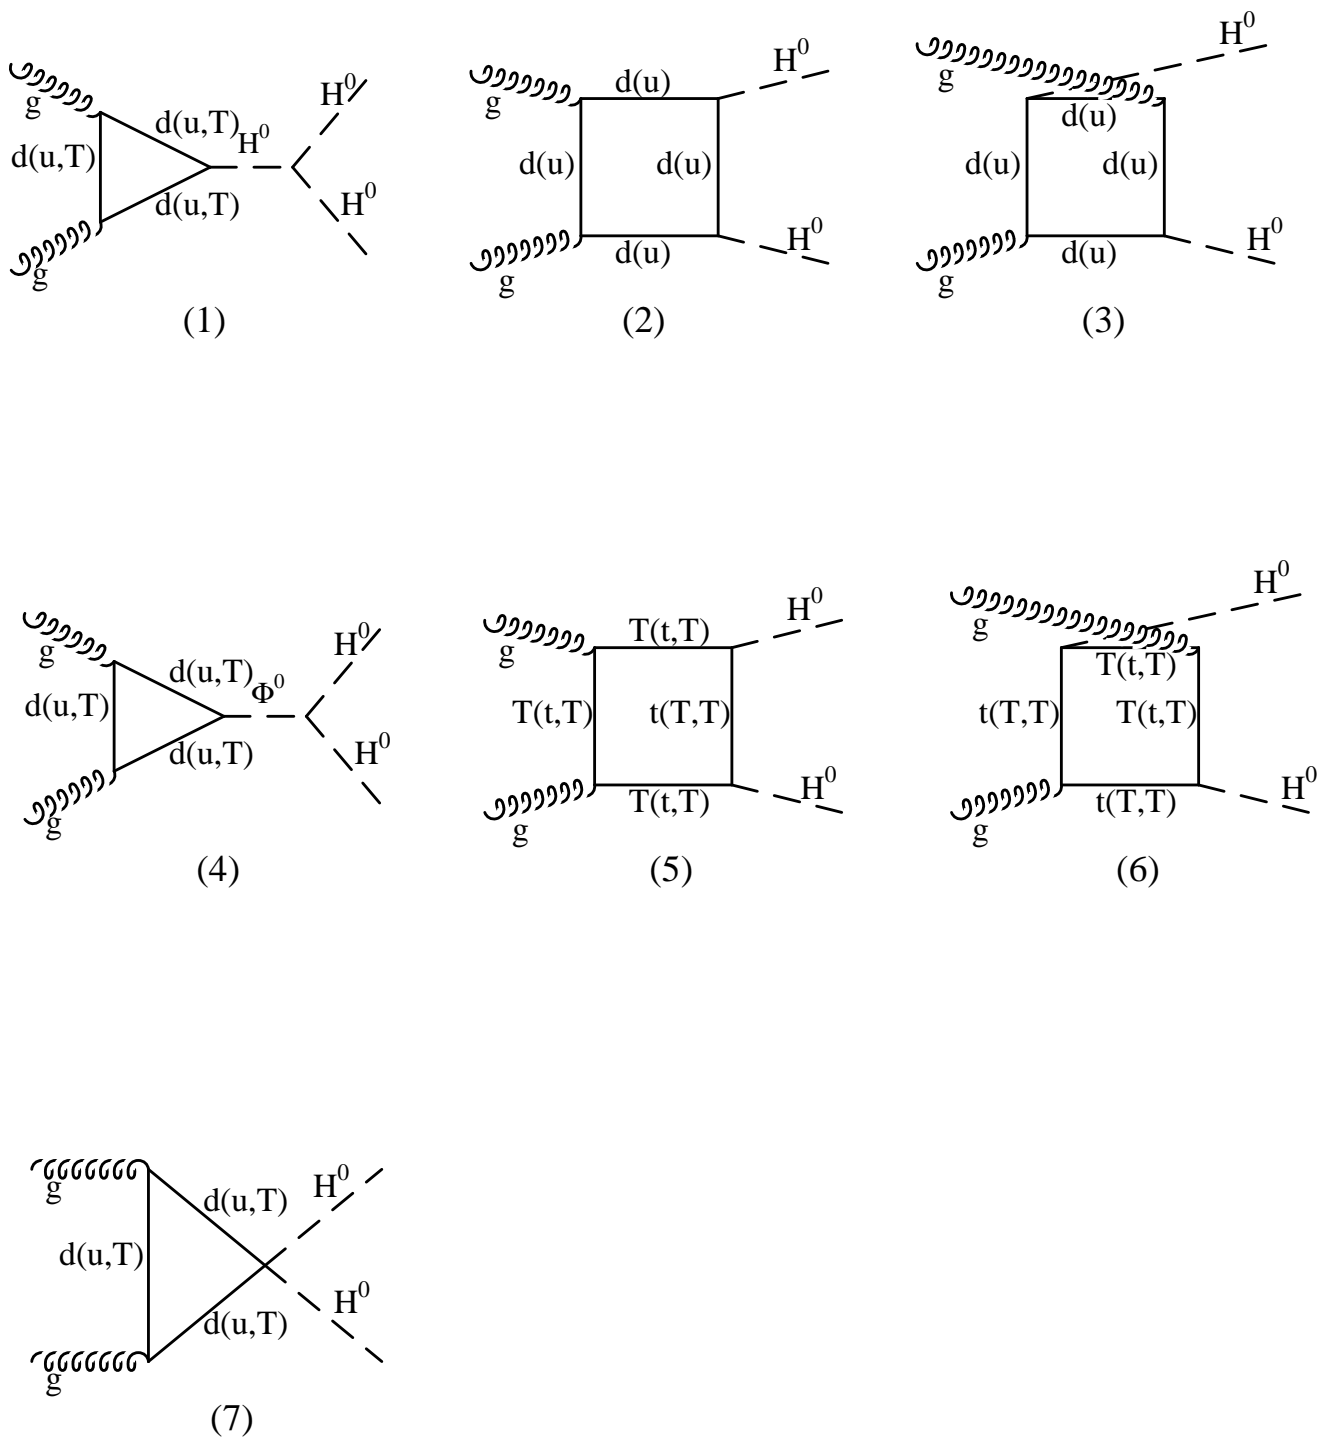 g
d(u,T)
d(u,T)
d(u,T)
g
H⁰
H⁰
H⁰
(1)
g
d(u)
d(u)
d(u)
d(u)
g
H⁰
H⁰
(2)
g
d(u)
d(u)
d(u)
d(u)
g
H⁰
H⁰
(3)
g
d(u,T)
d(u,T)
d(u,T)
g
Φ⁰
H⁰
H⁰
(4)
g
T(t,T)
T(t,T)
t(T,T)
T(t,T)
g
H⁰
H⁰
(5)
g
T(t,T)
t(T,T)
T(t,T)
t(T,T)
g
H⁰
H⁰
(6)
g
d(u,T)
d(u,T)
d(u,T)
g
H⁰
H⁰
(7)